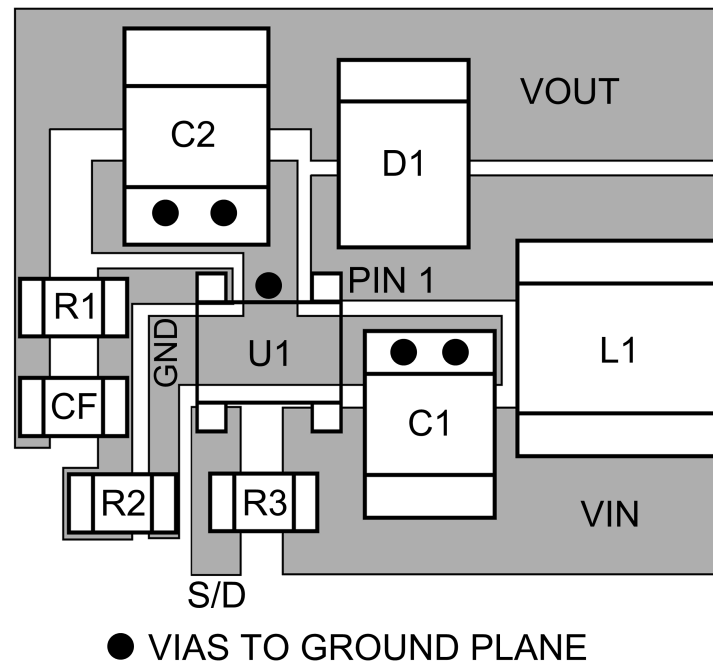 VOUT
C2
D1
PIN 1
R1
GND
U1
L1
CF
C1
R2
R3
VIN
S/D
VIAS TO GROUND PLANE